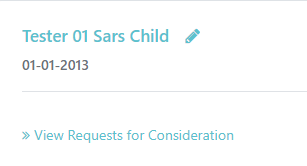 Tester 01 Sars Child
01-01-2013
» View Requests for Consideration